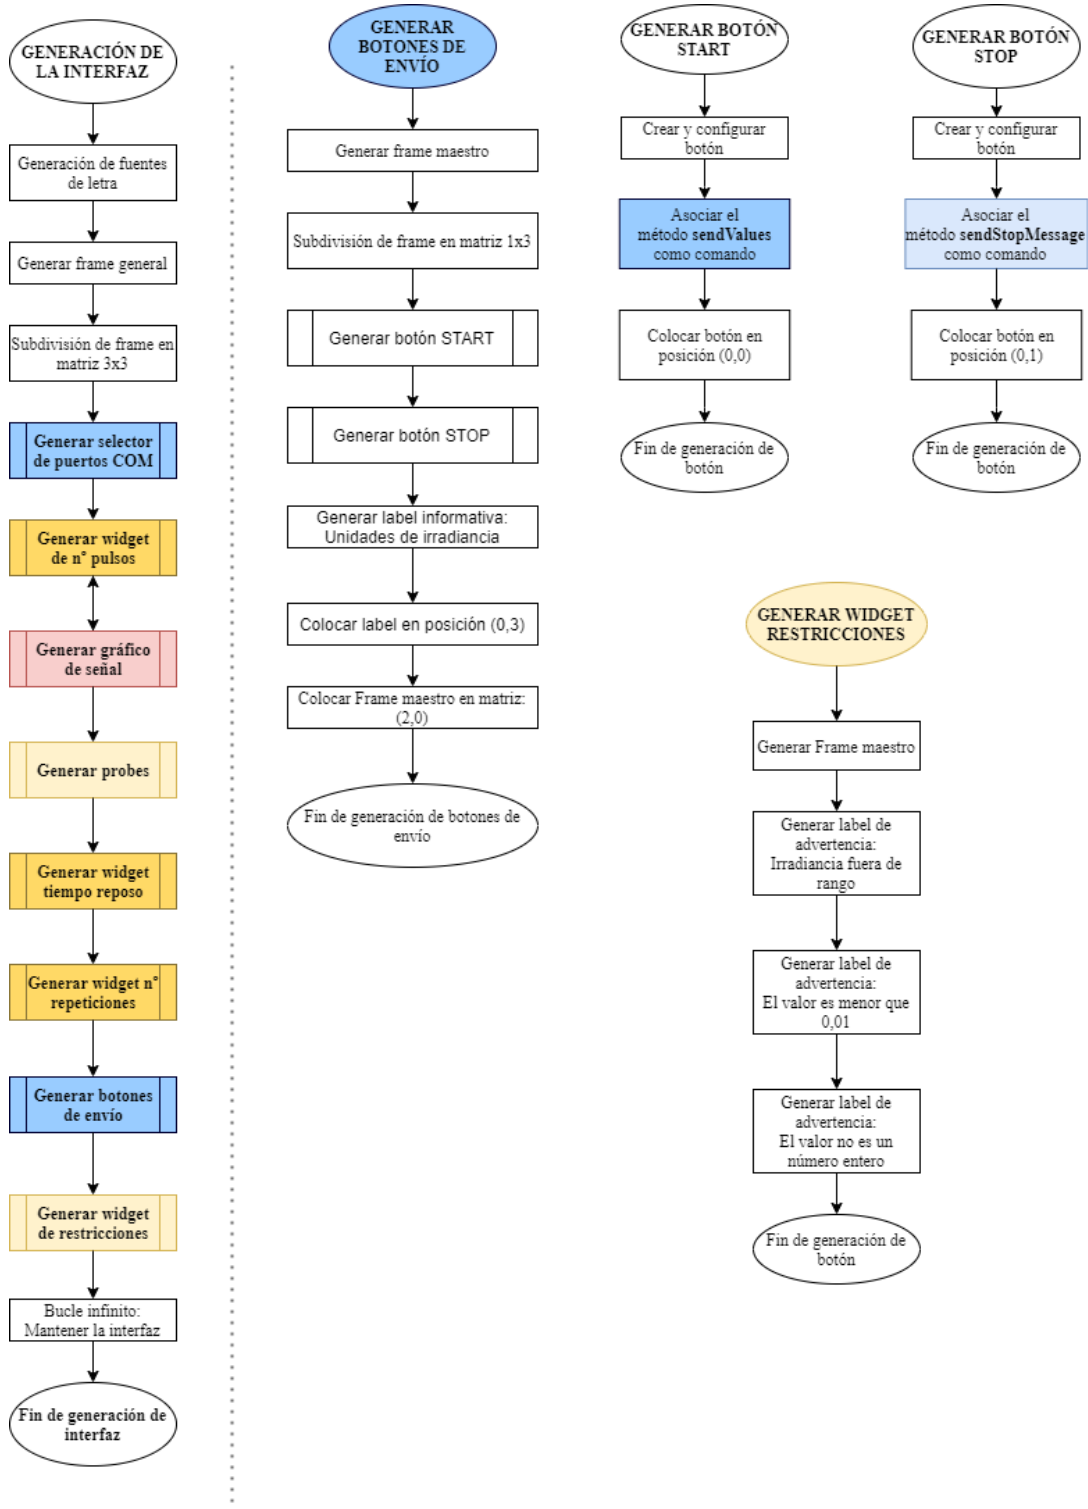 GENERACIÓN DE
LA INTERFAZ
Generación de fuentes
de letra
Generar frame general
Subdivisión de frame en
matriz 3x3
Generar selector
de puertos COM
Generar widget
de n° pulsos
Generar gráfico
de señal
Generar probes
Generar widget
tiempo reposo
Generar widget n°
repeticiones
Generar botones
de envío
Generar widget
de restricciones
Bucle infinito:
Mantener la interfaz
Fin de generación de
interfaz
GENERAR
BOTONES DE
ENVÍO
Generar frame maestro
Subdivisión de frame en matriz 1x3
Generar botón START
Generar botón STOP
Generar label informativa:
Unidades de irradiancia
Colocar label en posición (0,3)
Colocar Frame maestro en matriz:
(2,0)
Fin de generación de botones de
envío
GENERAR BOTÓN
START
Crear y configurar
botón
Asociar el
método sendValues
como comando
Colocar botón en
posición (0,0)
Fin de generación de
botón
GENERAR BOTÓN
STOP
Crear y configurar
botón
Asociar el
método sendStopMessage
como comando
Colocar botón en
posición (0,1)
Fin de generación de
botón
GENERAR WIDGET
RESTRICCIONES
Generar Frame maestro
Generar label de
advertencia:
Irradiancia fuera de
rango
Generar label de
advertencia:
El valor es menor que
0,01
Generar label de
advertencia:
El valor no es un
número entero
Fin de generación de
botón